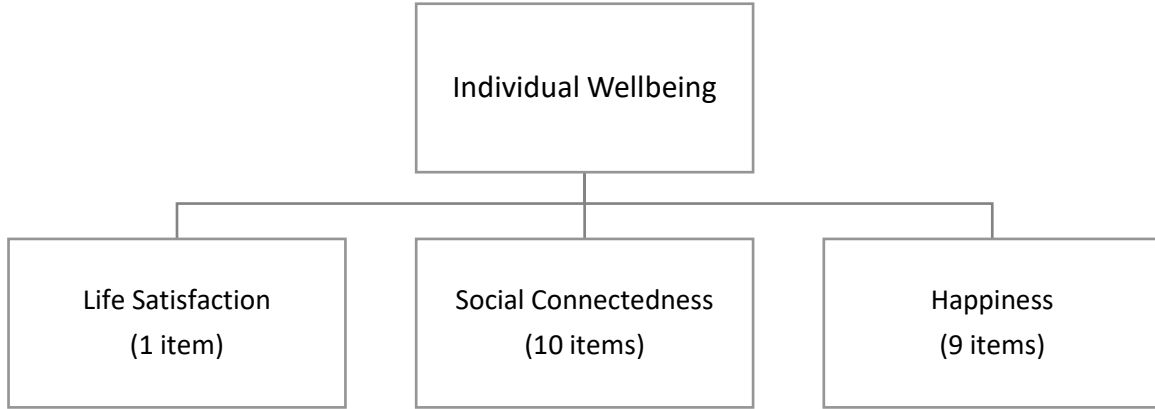 Individual Wellbeing
Life Satisfaction
(1 item)
Social Connectedness
(10 items)
Happiness
(9 items)